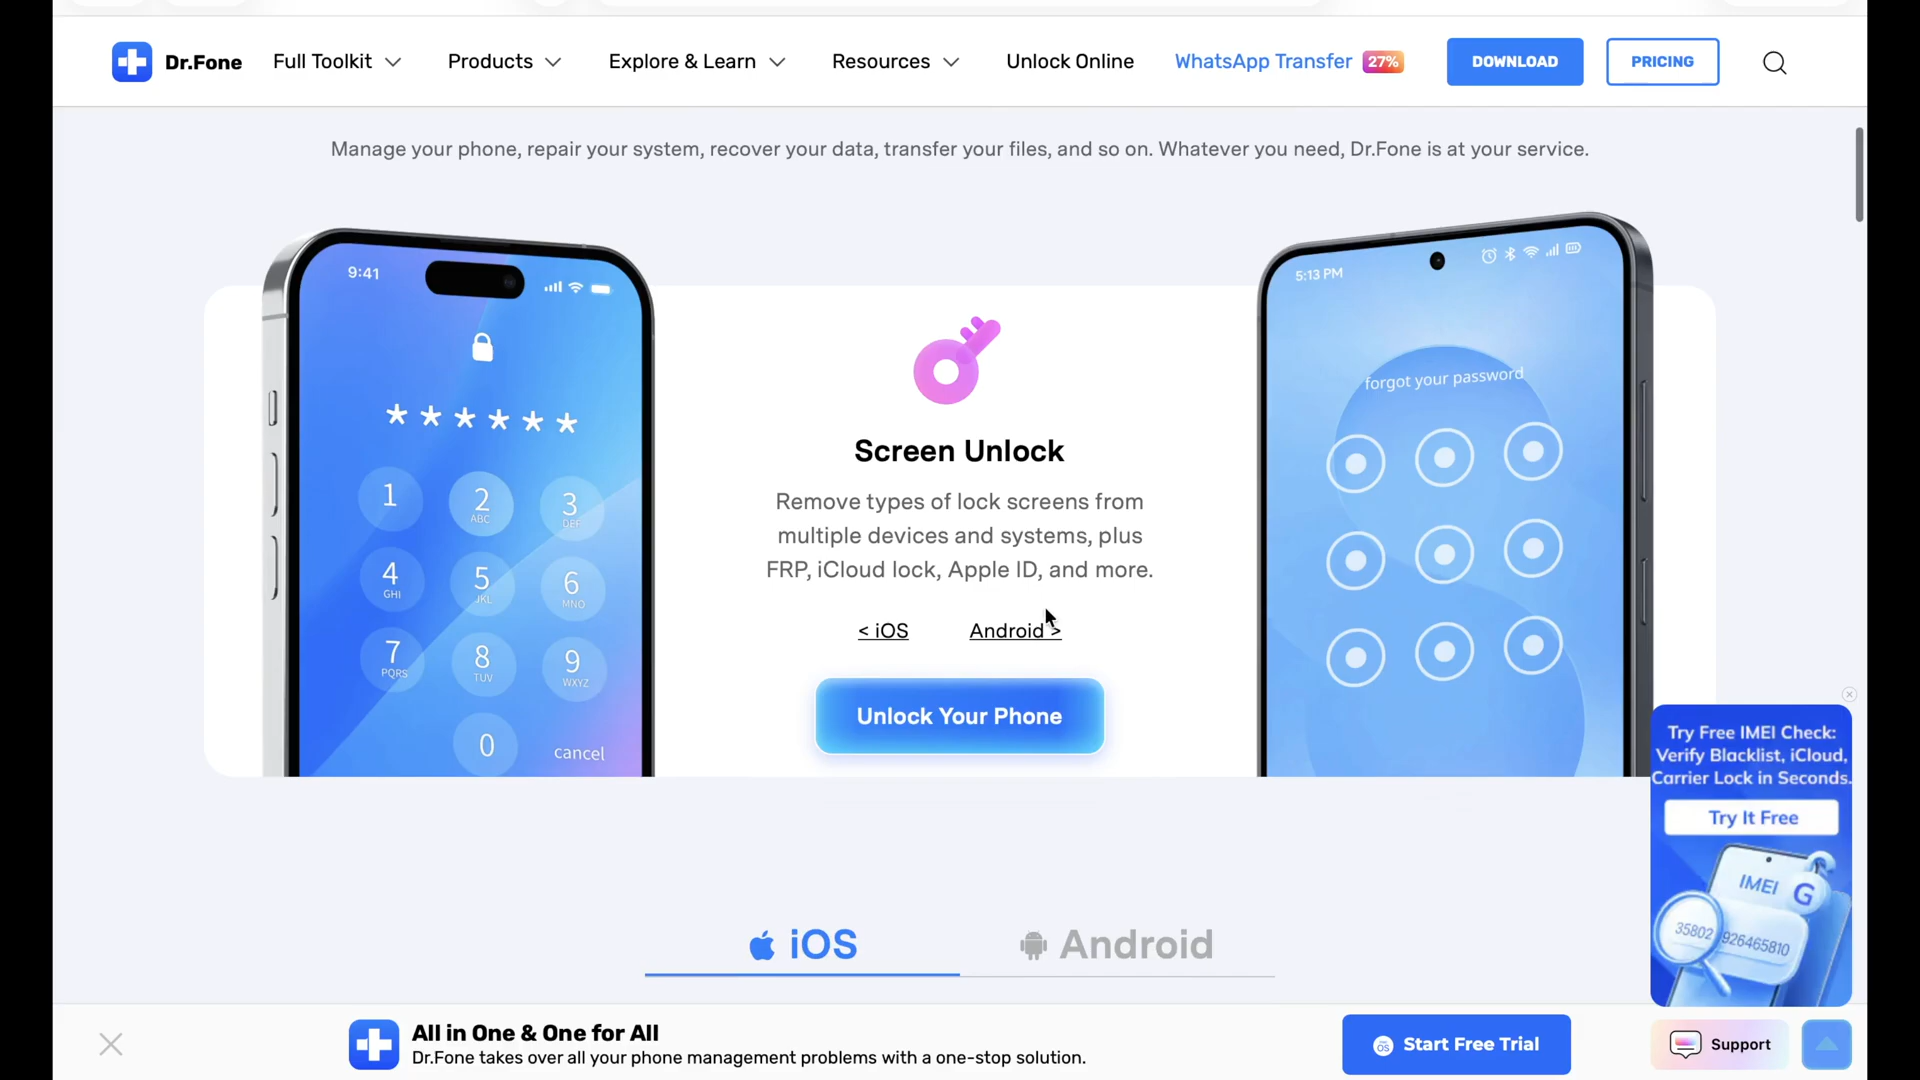 Dr.Fone Full Toolkit Products Explore & Learn Resources Unlock Online WhatsApp Transfer 27% DOWNLOAD PRICING
Manage your phone, repair your system, recover your data, transfer your files, and so on. Whatever you need, Dr.Fone is at your service.
9:41
* * * * * *
1 2 ABC 3 DEF
4 GHI 5 JKL 6 MNO
7 PQRS 8 TUV 9 WXYZ
0 cancel
Screen Unlock
Remove types of lock screens from
multiple devices and systems, plus
FRP, iCloud lock, Apple ID, and more.
< iOS Android >
Unlock Your Phone
5:13 PM
forgot your password
iOS Android
Try Free IMEI Check:
Verify Blacklist, iCloud,
Carrier Lock in Seconds.
Try It Free
IMEI G
35802 926465810
All in One & One for All
Dr.Fone takes over all your phone management problems with a one-stop solution.
Start Free Trial
Support